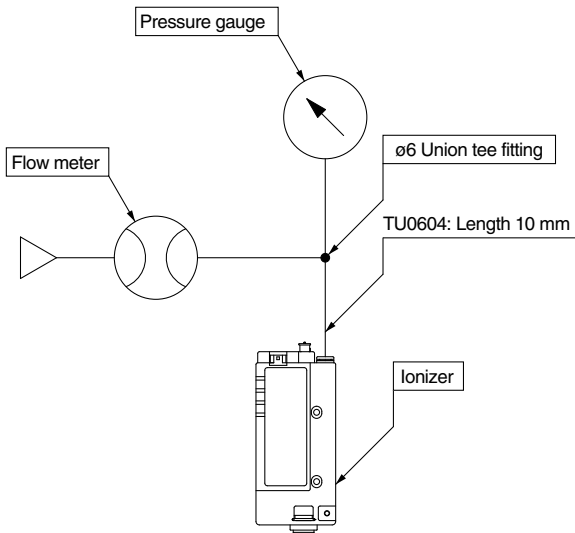 Pressure gauge
ø6 Union tee fitting
Flow meter
TU0604: Length 10 mm
Ionizer